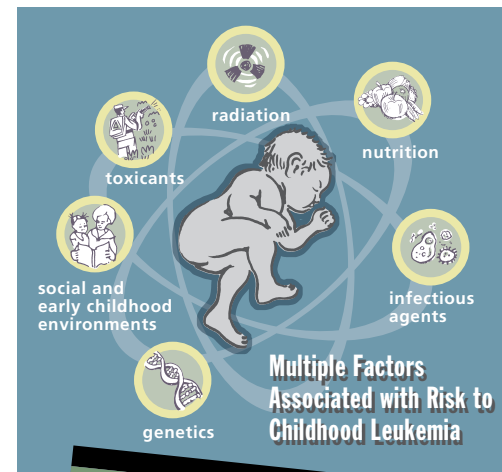 radiation
nutrition
toxicants
social and
early childhood
environments
infectious
agents
genetics
Multiple Factors
Associated with Risk to
Childhood Leukemia